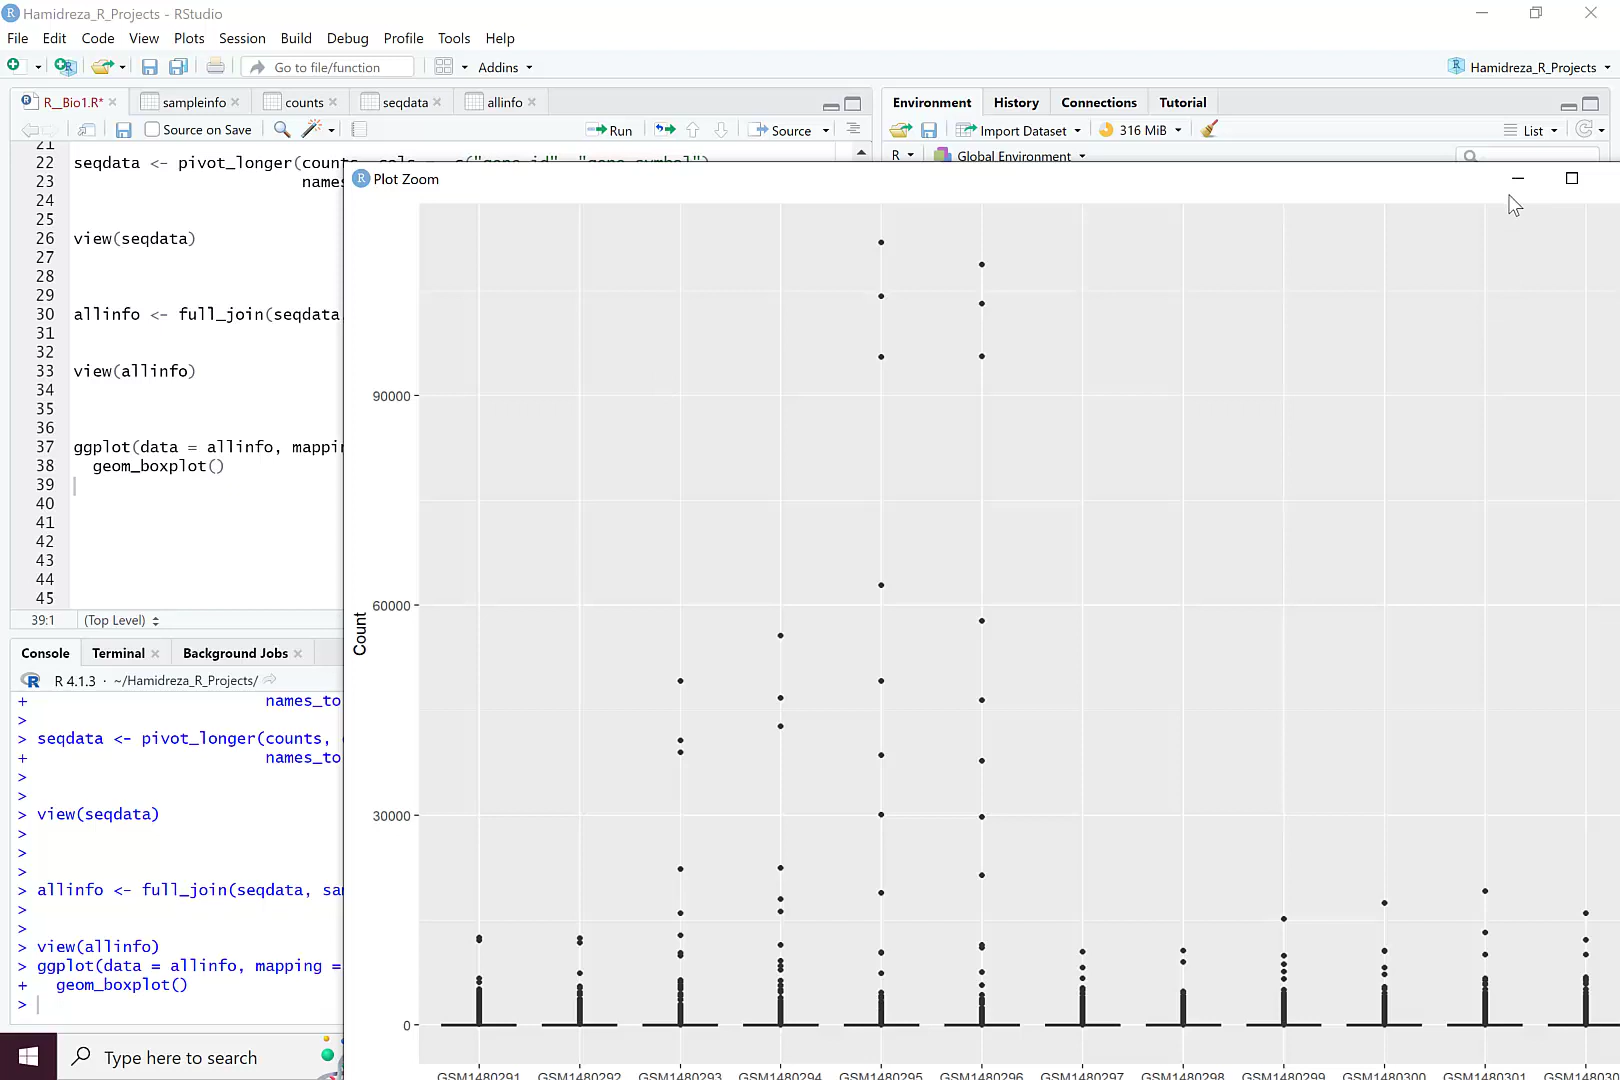 Hamidreza_R_Projects - RStudio
File Edit Code View Plots Session Build Debug Profile Tools Help
Go to file/function Addins Hamidreza_R_Projects
R__Bio1.R* sampleinfo counts seqdata allinfo
Environment History Connections Tutorial
Source on Save Run Source
Import Dataset 316 MiB List
R Global Environment
21
22 seqdata <- pivot_longer(counts, cols = "gene_symbol")
23 names
24
25
26 view(seqdata)
27
28
29
30 allinfo <- full_join(seqdata
31
32
33 view(allinfo)
34
35
36
37 ggplot(data = allinfo, mappin
38 geom_boxplot()
39
40
41
42
43
44
45
39:1 (Top Level)
Console Terminal Background Jobs
R 4.1.3 · ~/Hamidreza_R_Projects/
+ names_to
>
> seqdata <- pivot_longer(counts,
+ names_to
>
>
> view(seqdata)
>
>
>
> allinfo <- full_join(seqdata, sam
>
>
> view(allinfo)
> ggplot(data = allinfo, mapping =
+ geom_boxplot()
>
Plot Zoom
90000
60000
30000
0
Count
GSM1480291 GSM1480292 GSM1480293 GSM1480294 GSM1480295 GSM1480296 GSM1480297 GSM1480298 GSM1480299 GSM1480300 GSM1480301 GSM148030
Type here to search